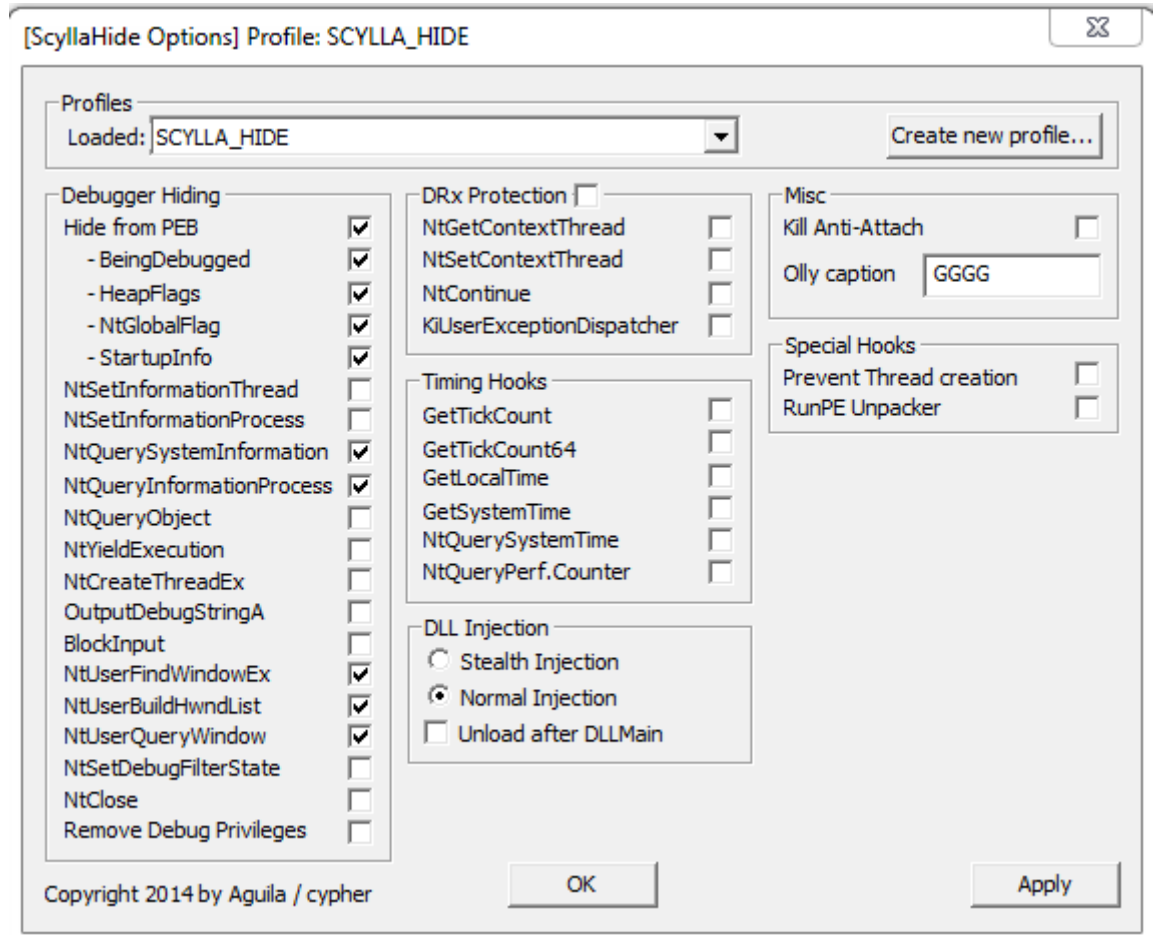 [ScyllaHide Options] Profile: SCYLLA_HIDE
Profiles
Loaded: SCYLLA_HIDE
Create new profile...
Debugger Hiding
Hide from PEB
- BeingDebugged
- HeapFlags
- NtGlobalFlag
- StartupInfo
NtSetInformationThread
NtSetInformationProcess
NtQuerySystemInformation
NtQueryInformationProcess
NtQueryObject
NtYieldExecution
NtCreateThreadEx
OutputDebugStringA
BlockInput
NtUserFindWindowEx
NtUserBuildHwndList
NtUserQueryWindow
NtSetDebugFilterState
NtClose
Remove Debug Privileges
DRx Protection
NtGetContextThread
NtSetContextThread
NtContinue
KiUserExceptionDispatcher
Timing Hooks
GetTickCount
GetTickCount64
GetLocalTime
GetSystemTime
NtQuerySystemTime
NtQueryPerf.Counter
DLL Injection
Stealth Injection
Normal Injection
Unload after DLLMain
Misc
Kill Anti-Attach
Olly caption GGGG
Special Hooks
Prevent Thread creation
RunPE Unpacker
Copyright 2014 by Aguila / cypher
OK
Apply